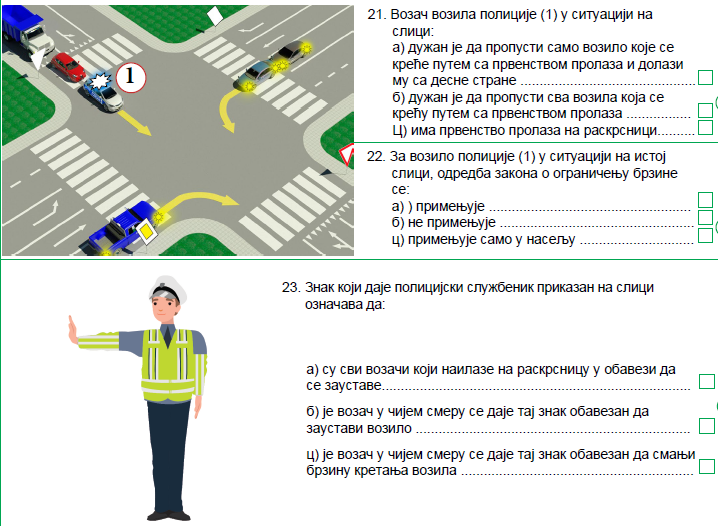 1
21. Возач возила полиције (1) у ситуацији на
слици:
а) дужан је да пропусти само возило које се
креће путем са првенством пролаза и долази
му са десне стране ..........................................
б) дужан је да пропусти сва возила која се
крећу путем са првенством пролаза .................
Ц) има првенство пролаза на раскрсници..........
22. За возило полиције (1) у ситуацији на истој
слици, одредба закона о ограничењу брзине
се:
а) ) примењује ..................................................
б) не примењује ................................................
ц) примењује само у насељу ...........................
23. Знак који даје полицијски службеник приказан на слици
означава да:
а) су сви возачи који наилазе на раскрсницу у обавези да
се зауставе..........................................................................
б) је возач у чијем смеру се даје тај знак обавезан да
заустави возило ..................................................................
ц) је возач у чијем смеру се даје тај знак обавезан да смањи
брзину кретања возила .......................................................